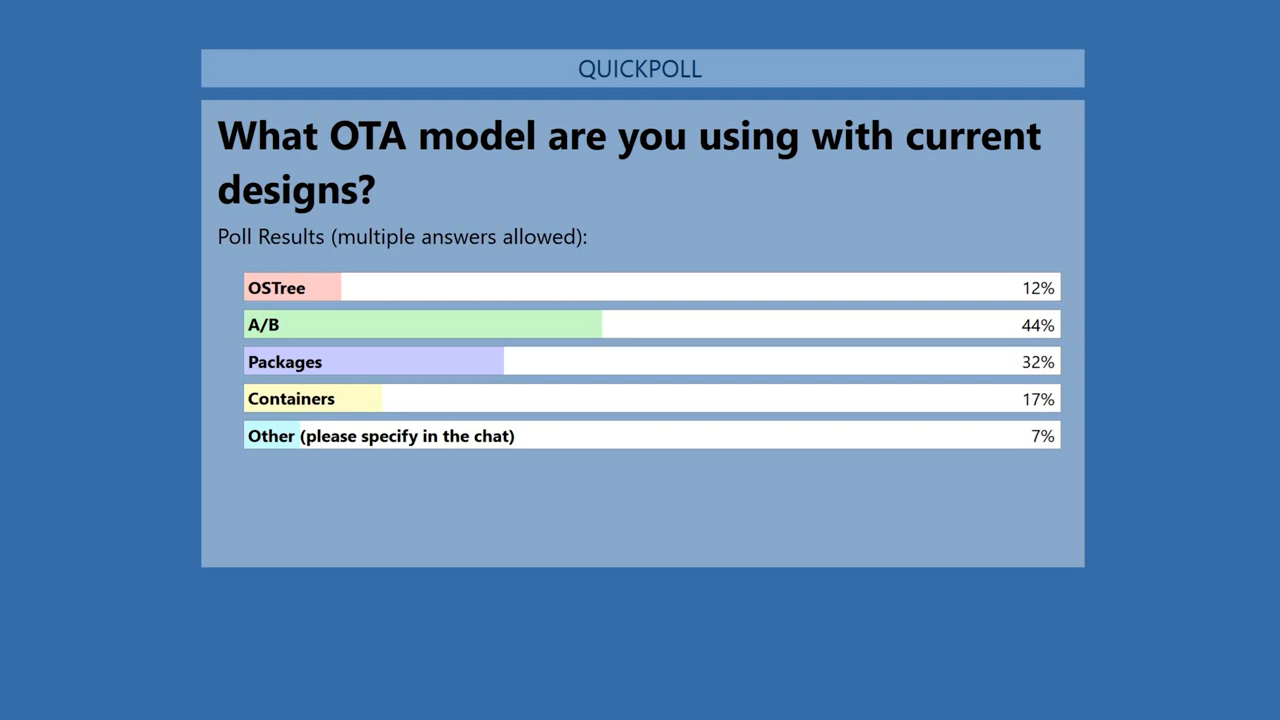 QUICKPOLL
What OTA model are you using with current
designs?
Poll Results (multiple answers allowed):
OSTree 12%
A/B 44%
Packages 32%
Containers 17%
Other (please specify in the chat) 7%